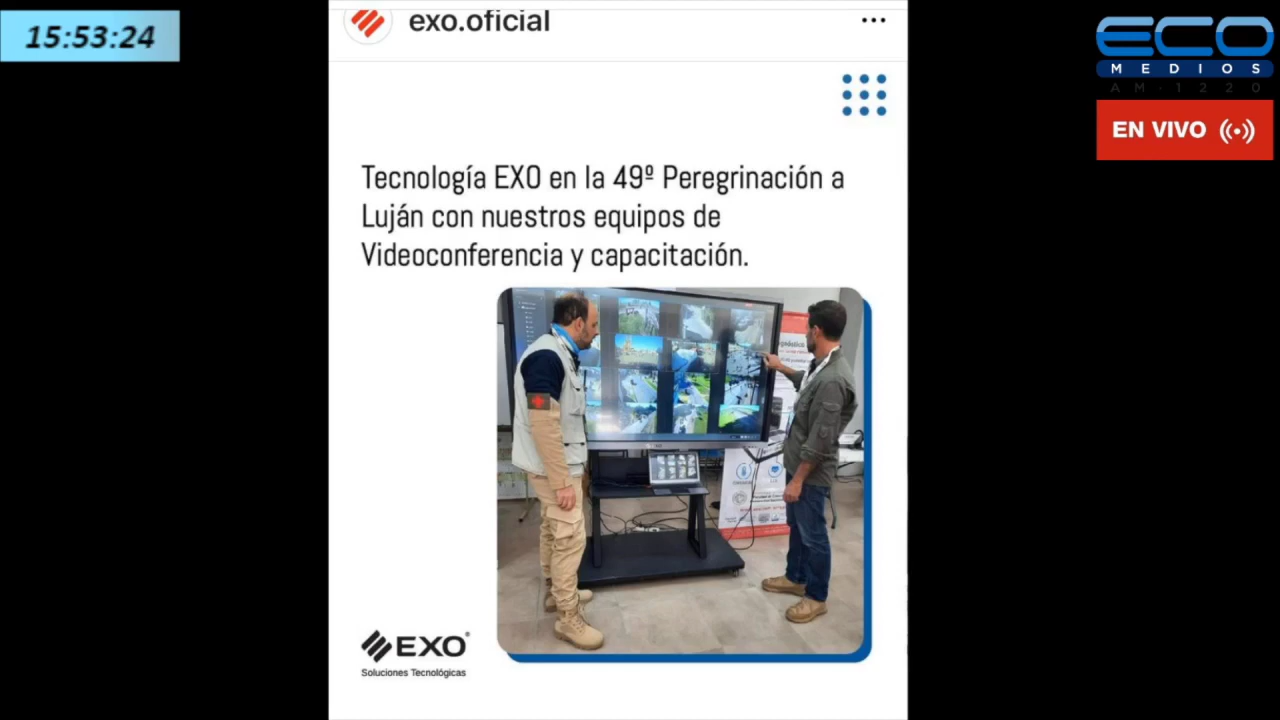 15:53:24
exo.oficial
ECO
MEDIOS
AM·1220
EN VIVO
Tecnología EXO en la 49º Peregrinación a
Luján con nuestros equipos de
Videoconferencia y capacitación.
EXO®
Soluciones Tecnológicas